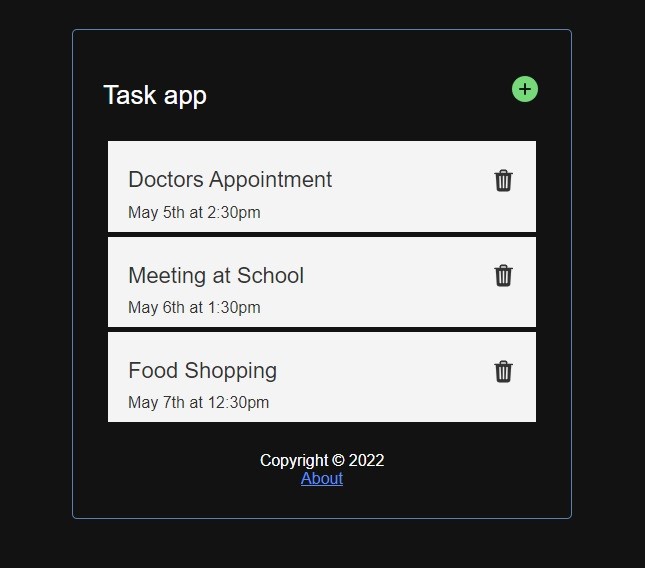 Task app
Doctors Appointment
May 5th at 2:30pm
Meeting at School
May 6th at 1:30pm
Food Shopping
May 7th at 12:30pm
Copyright © 2022
About